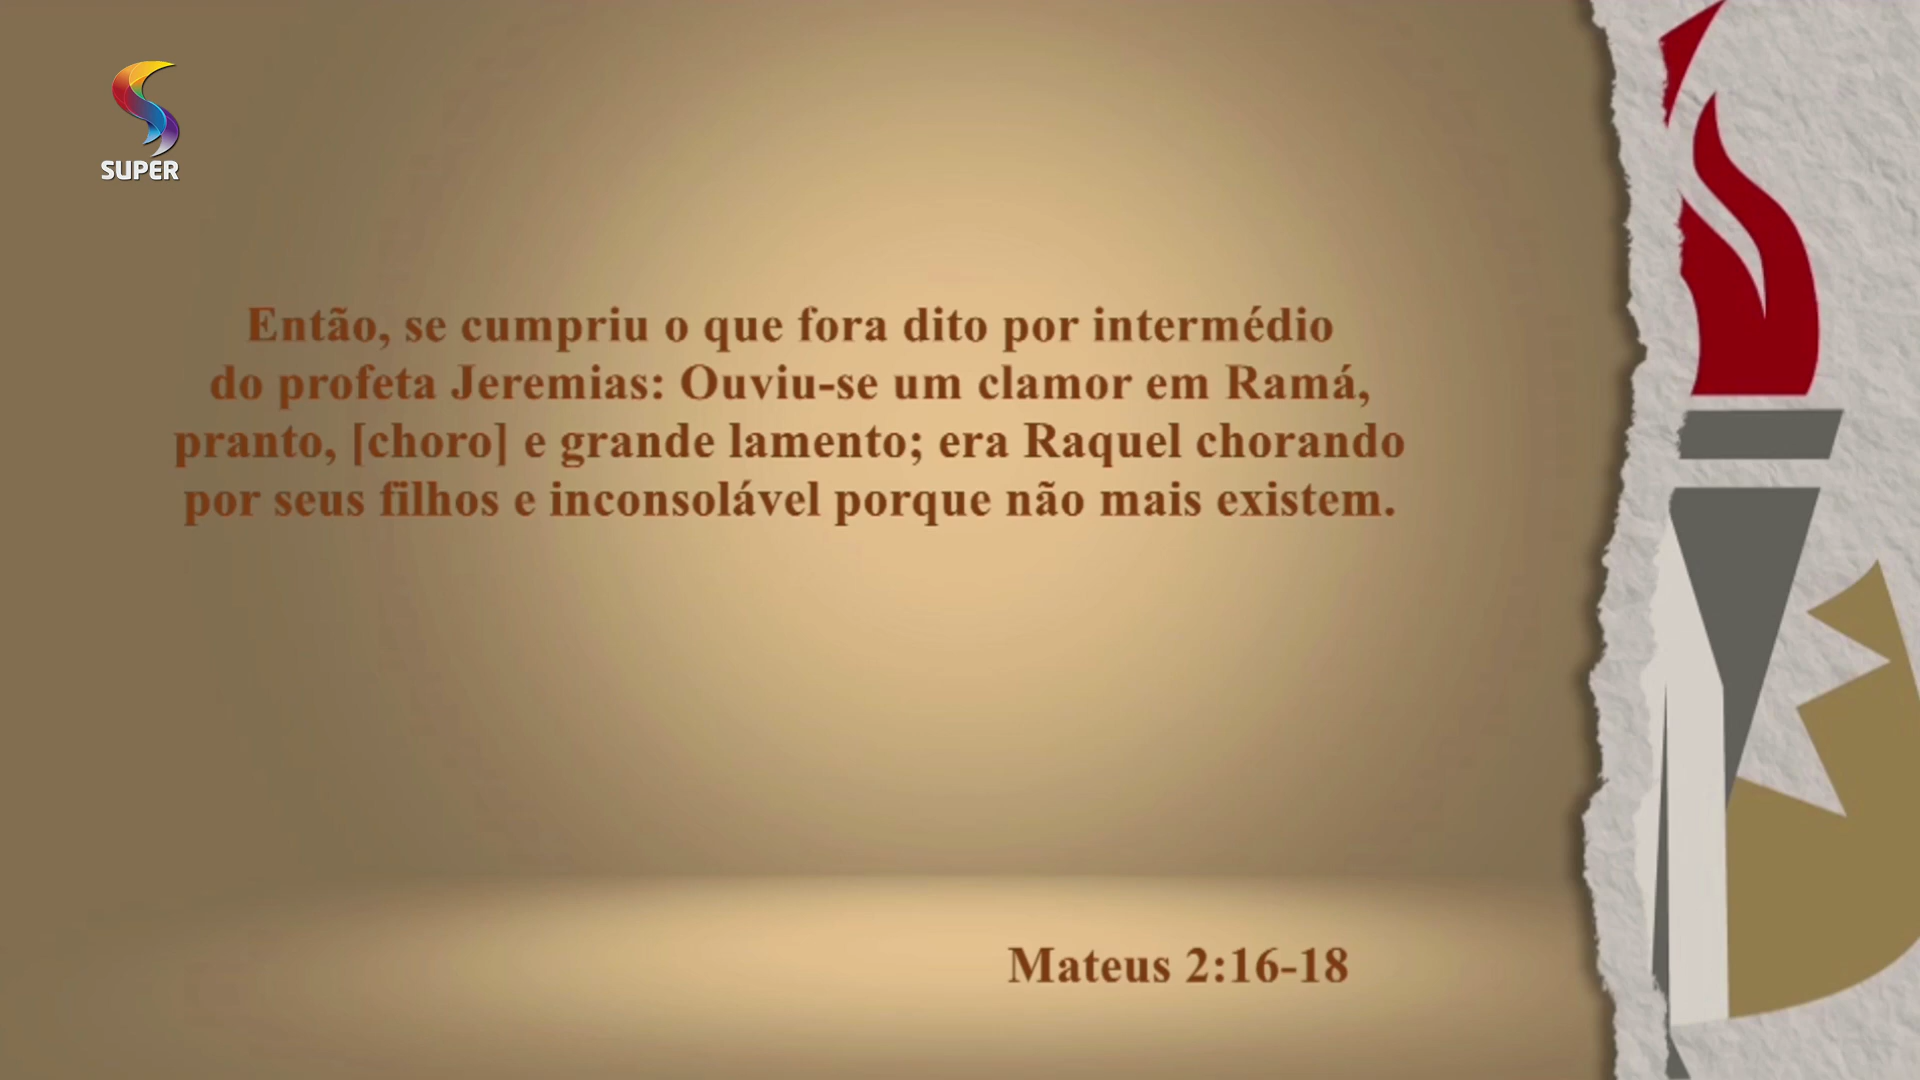 SUPER
Então, se cumpriu o que fora dito por intermédio
do profeta Jeremias: Ouviu-se um clamor em Ramá,
pranto, [choro] e grande lamento; era Raquel chorando
por seus filhos e inconsolável porque não mais existem.
Mateus 2:16-18